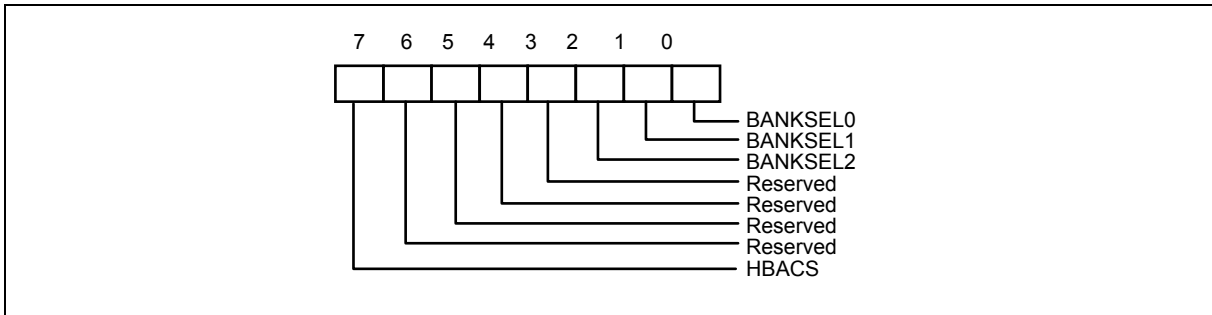 7 6 5 4 3 2 1 0
BANKSEL0
BANKSEL1
BANKSEL2
Reserved
Reserved
Reserved
Reserved
HBACS